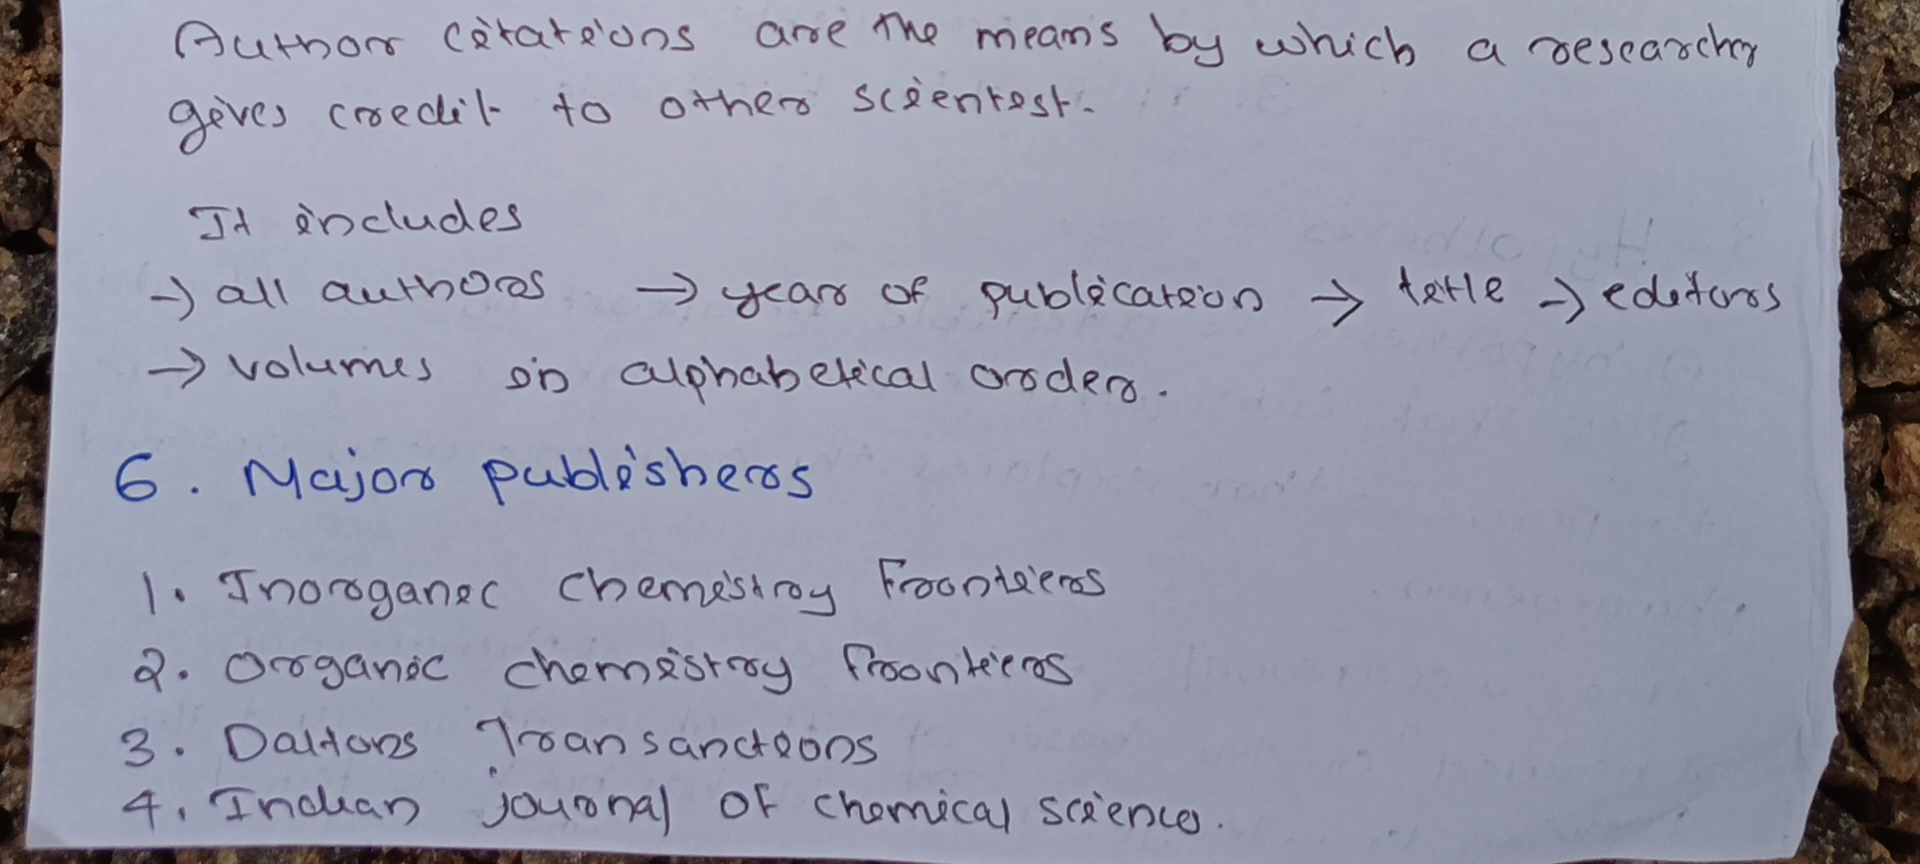 Author citations are the means by which a researcher
gives credit to other scientist.
It includes
→ all authors → year of publication → title → editors
→ volumes in alphabetical order.
6. Major publishers
1. Inorganic chemistry Frontiers
2. Organic chemistry frontiers
3. Daltons Transanctions
4. Indian journal of chemical science.